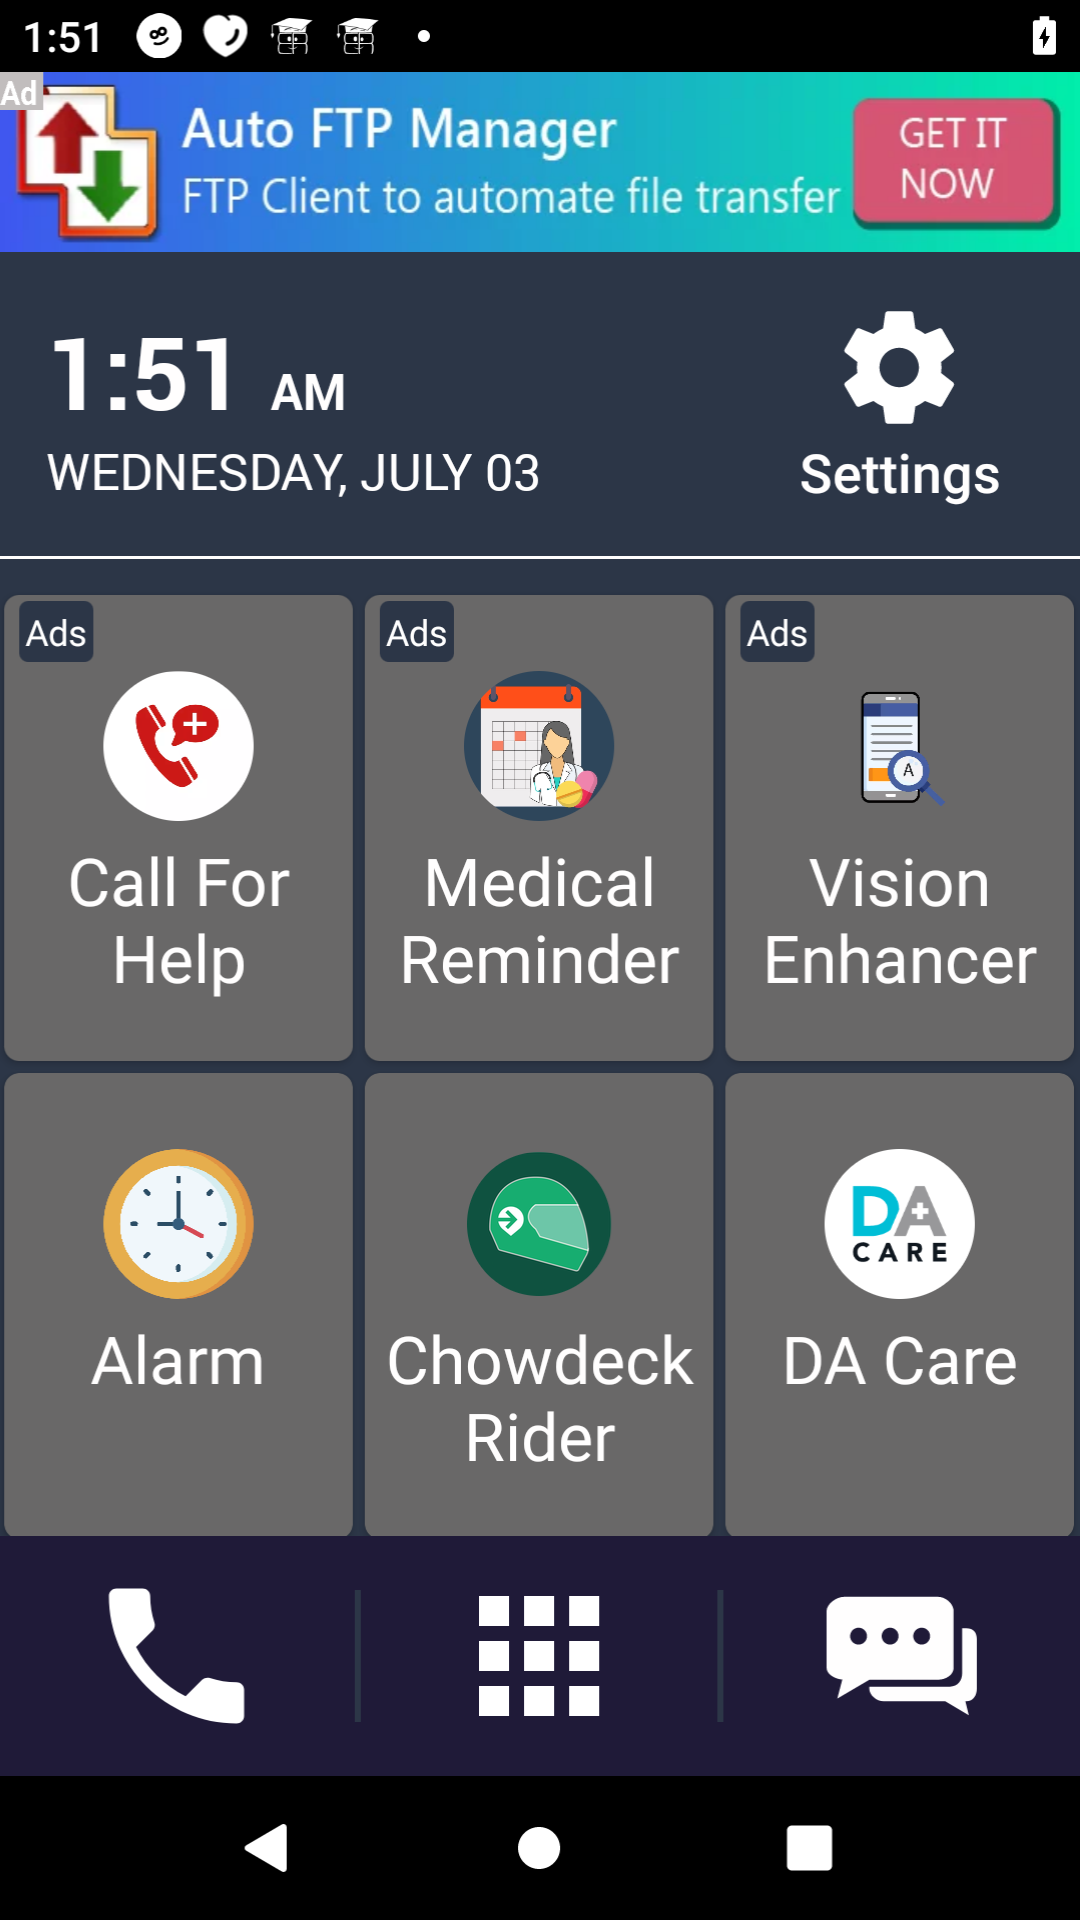 1:51
Ad
Auto FTP Manager
FTP Client to automate file transfer
GET IT
NOW
1:51 AM
WEDNESDAY, JULY 03
Settings
Ads
Ads
Ads
A
Call For
Help
Medical
Reminder
Vision
Enhancer
DA
CARE
Alarm
Chowdeck
Rider
DA Care